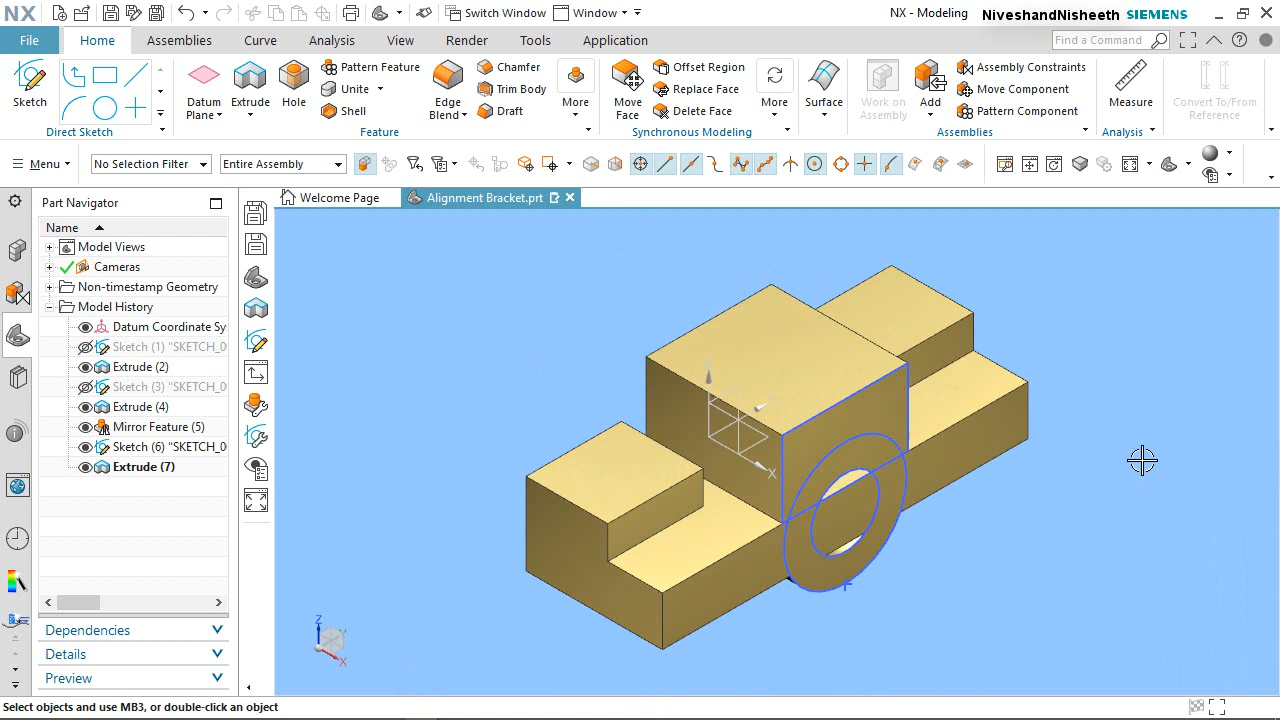 NX
Switch Window
Window
NX - Modeling
NiveshandNisheeth SIEMENS
File
Home
Assemblies
Curve
Analysis
View
Render
Tools
Application
Find a Command
Sketch
Direct Sketch
Datum Plane
Extrude
Hole
Pattern Feature
Unite
Shell
Edge Blend
Chamfer
Trim Body
Draft
More
Feature
Move Face
Offset Region
Replace Face
Delete Face
More
Synchronous Modeling
Surface
Work on Assembly
Add
Assembly Constraints
Move Component
Pattern Component
Assemblies
Measure
Analysis
Convert To/From Reference
Menu
No Selection Filter
Entire Assembly
Part Navigator
Welcome Page
Alignment Bracket.prt
Name
Model Views
Cameras
Non-timestamp Geometry
Model History
Datum Coordinate Sy
Sketch (1) "SKETCH_0
Extrude (2)
Sketch (3) "SKETCH_0
Extrude (4)
Mirror Feature (5)
Sketch (6) "SKETCH_0
Extrude (7)
Dependencies
Details
Preview
X
Z
Y
X
Select objects and use MB3, or double-click an object